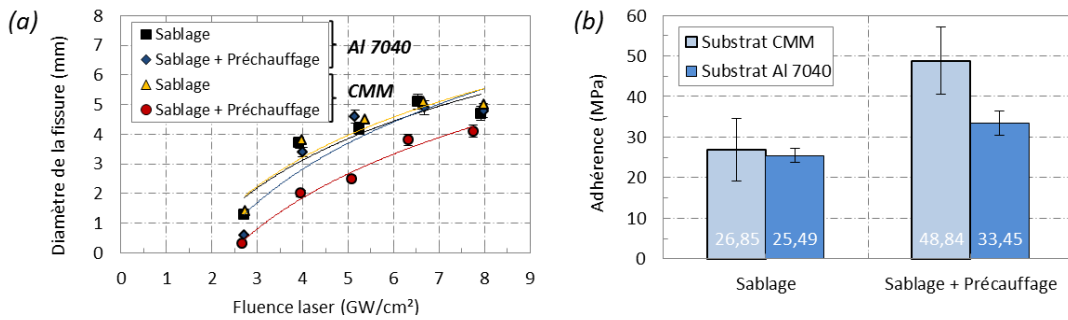 (a)
Diamètre de la fissure (mm)
8
7
6
5
4
3
2
1
0
Sablage
Sablage + Préchauffage
Al 7040
Sablage
Sablage + Préchauffage
CMM
0 1 2 3 4 5 6 7 8 9
Fluence laser (GW/cm²)
(b)
Adhérence (MPa)
60
50
40
30
20
10
0
Substrat CMM
Substrat Al 7040
26,85 25,49 48,84 33,45
Sablage Sablage + Précauffage